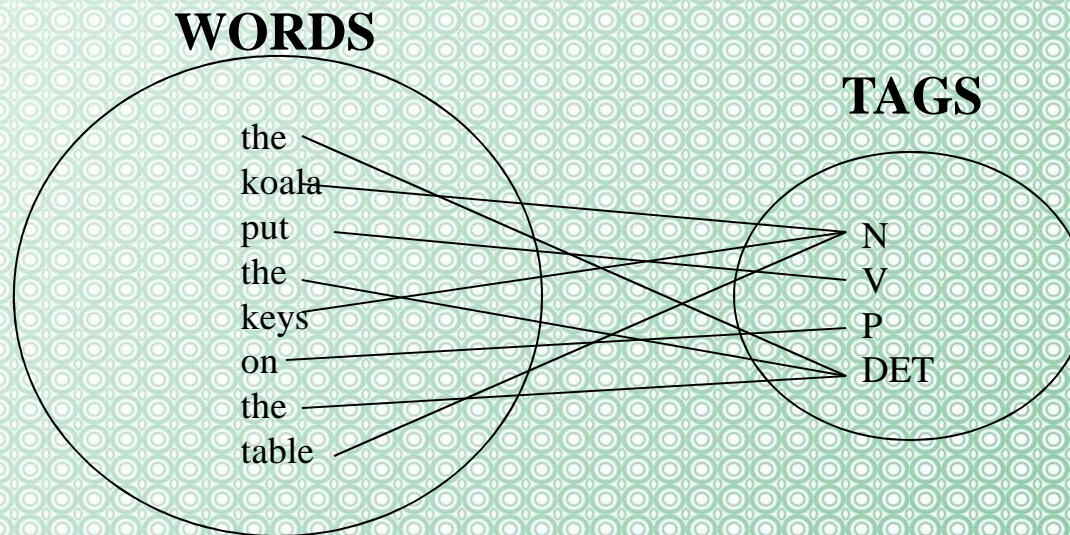 WORDS
TAGS
the
koala
put
the
keys
on
the
table
N
V
P
DET